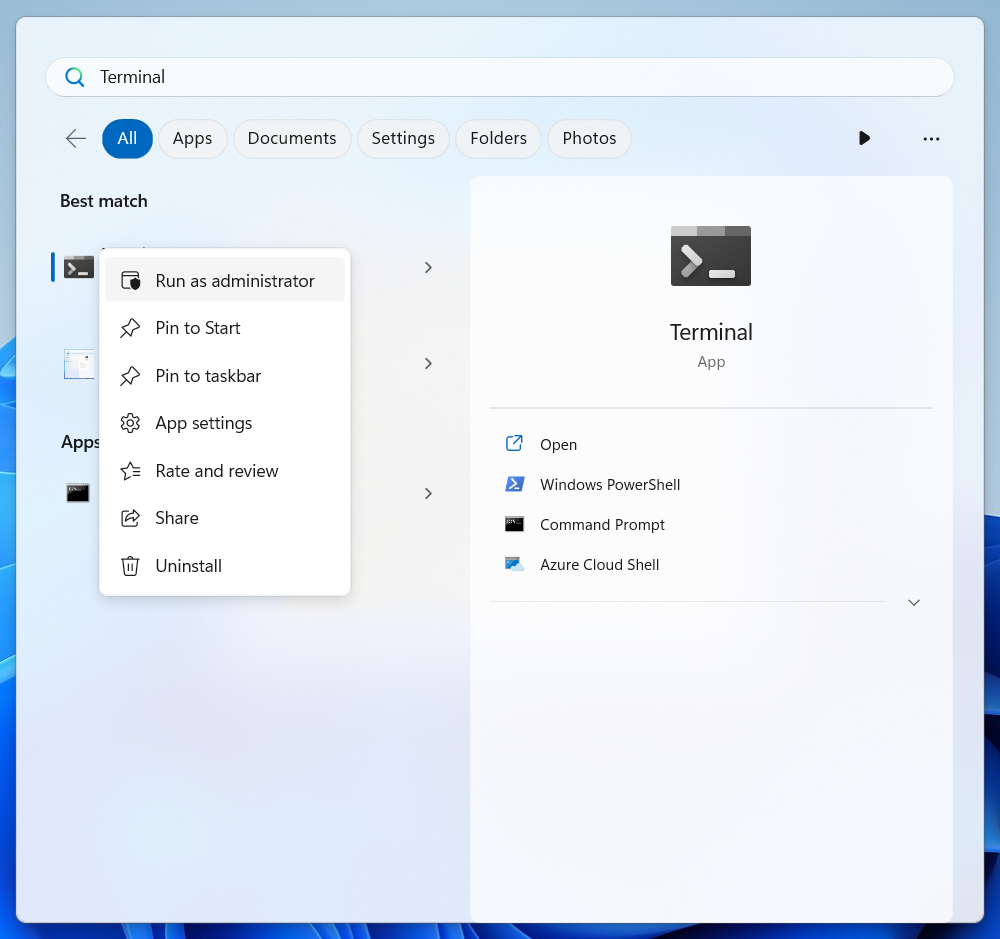 Terminal
All
Apps
Documents
Settings
Folders
Photos
Best match
Run as administrator
Pin to Start
Pin to taskbar
App settings
Rate and review
Share
Uninstall
Apps
Terminal
App
Open
Windows PowerShell
Command Prompt
Azure Cloud Shell